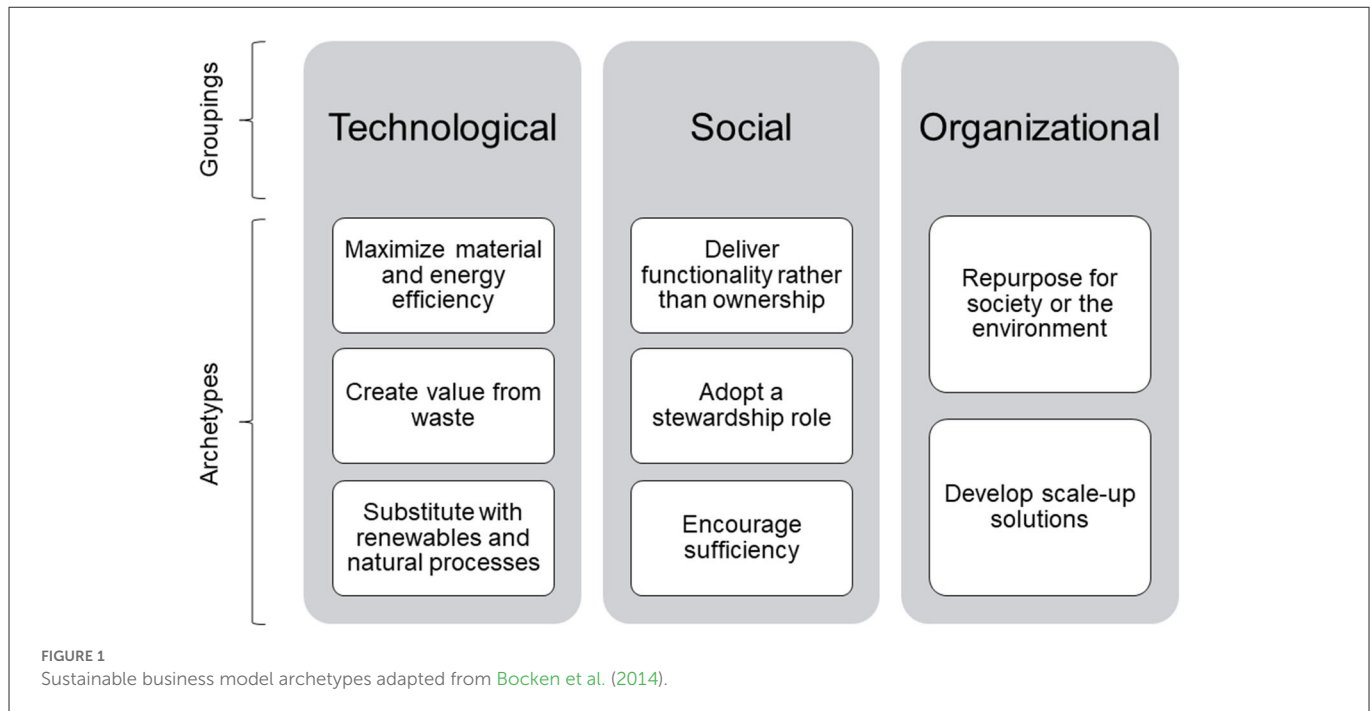 Groupings
Technological
Social
Organizational
Archetypes
Maximize material
and energy
efficiency
Create value from
waste
Substitute with
renewables and
natural processes
Deliver
functionality rather
than ownership
Adopt a
stewardship role
Encourage
sufficiency
Repurpose for
society or the
environment
Develop scale-up
solutions
FIGURE 1
Sustainable business model archetypes adapted from Bocken et al. (2014).